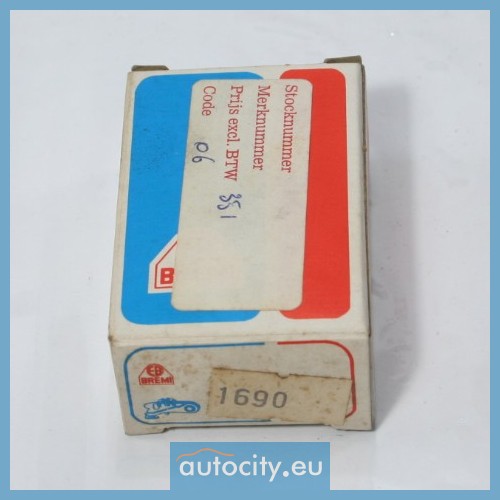 Stocknummer
Merknummer
Prijs excl. BTW 351
Code 06
B
BREMI
1690
autocity.eu